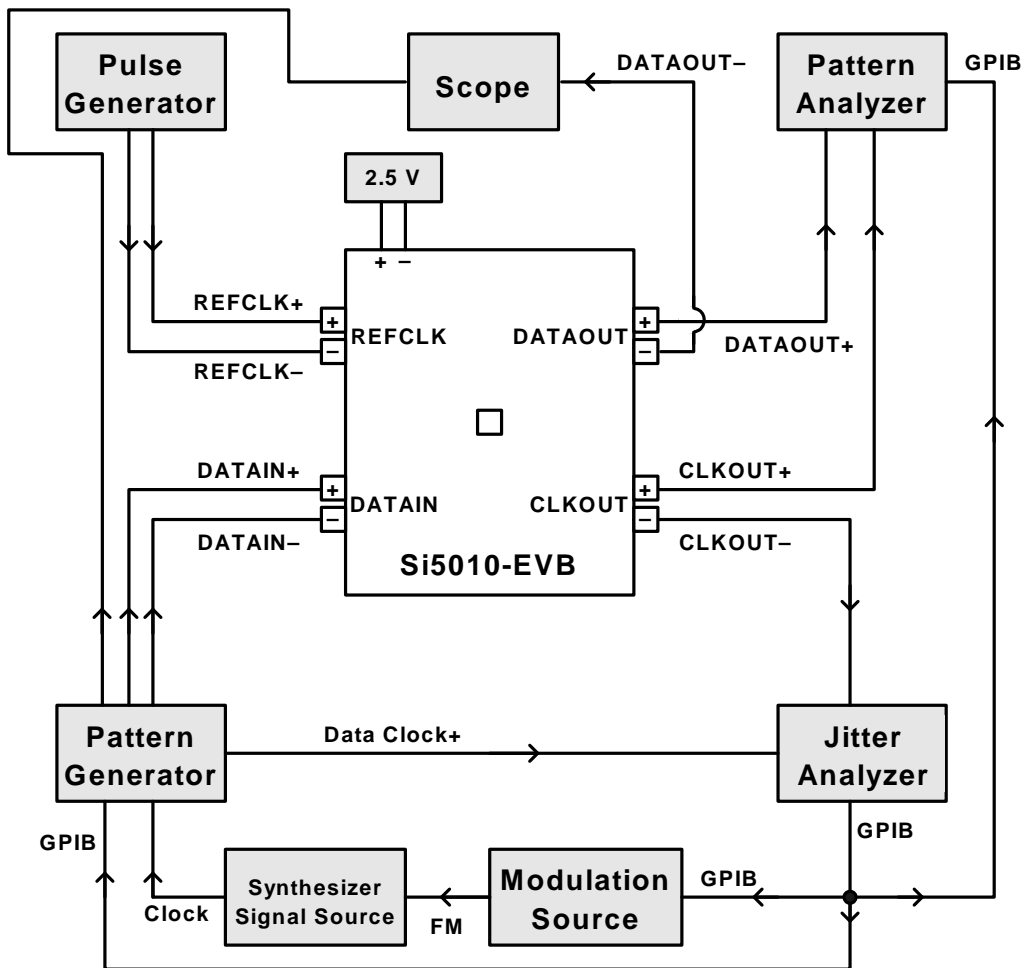 Pulse
Generator
Scope
DATAOUT–
Pattern
Analyzer
GPIB
2.5 V
+ –
REFCLK+
+
REFCLK
–
REFCLK–
DATAOUT
+
–
DATAOUT+
DATAIN+
+
DATAIN
–
DATAIN–
CLKOUT+
+
CLKOUT
–
CLKOUT–
Si5010-EVB
Pattern
Generator
Data Clock+
Jitter
Analyzer
GPIB
GPIB
Clock
Synthesizer
Signal Source
FM
Modulation
Source
GPIB